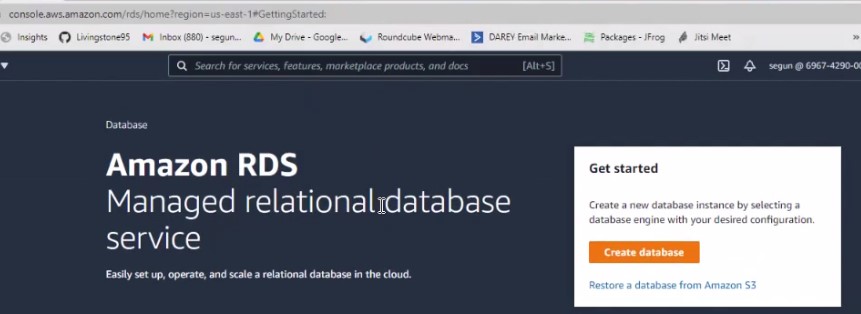 console.aws.amazon.com/rds/home?region=us-east-1#GettingStarted:
Insights Livingstone95 Inbox (880) - segun... My Drive - Google... Roundcube Webma... DAREY Email Marke... Packages - JFrog Jitsi Meet »
Search for services, features, marketplace products, and docs [Alt+S] segun @ 6967-4290-00
Database
Amazon RDS
Managed relational database
service
Easily set up, operate, and scale a relational database in the cloud.
Get started
Create a new database instance by selecting a
database engine with your desired configuration.
Create database
Restore a database from Amazon S3